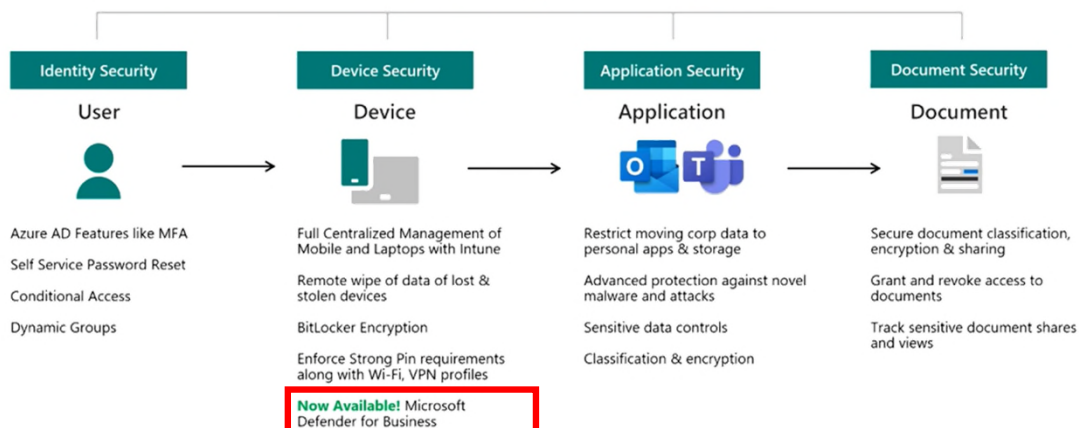 Identity Security
User
Azure AD Features like MFA
Self Service Password Reset
Conditional Access
Dynamic Groups
Device Security
Device
Full Centralized Management of
Mobile and Laptops with Intune
Remote wipe of data of lost &
stolen devices
BitLocker Encryption
Enforce Strong Pin requirements
along with Wi-Fi, VPN profiles
Now Available! Microsoft
Defender for Business
Application Security
Application
O
T
Restrict moving corp data to
personal apps & storage
Advanced protection against novel
malware and attacks
Sensitive data controls
Classification & encryption
Document Security
Document
Secure document classification,
encryption & sharing
Grant and revoke access to
documents
Track sensitive document shares
and views